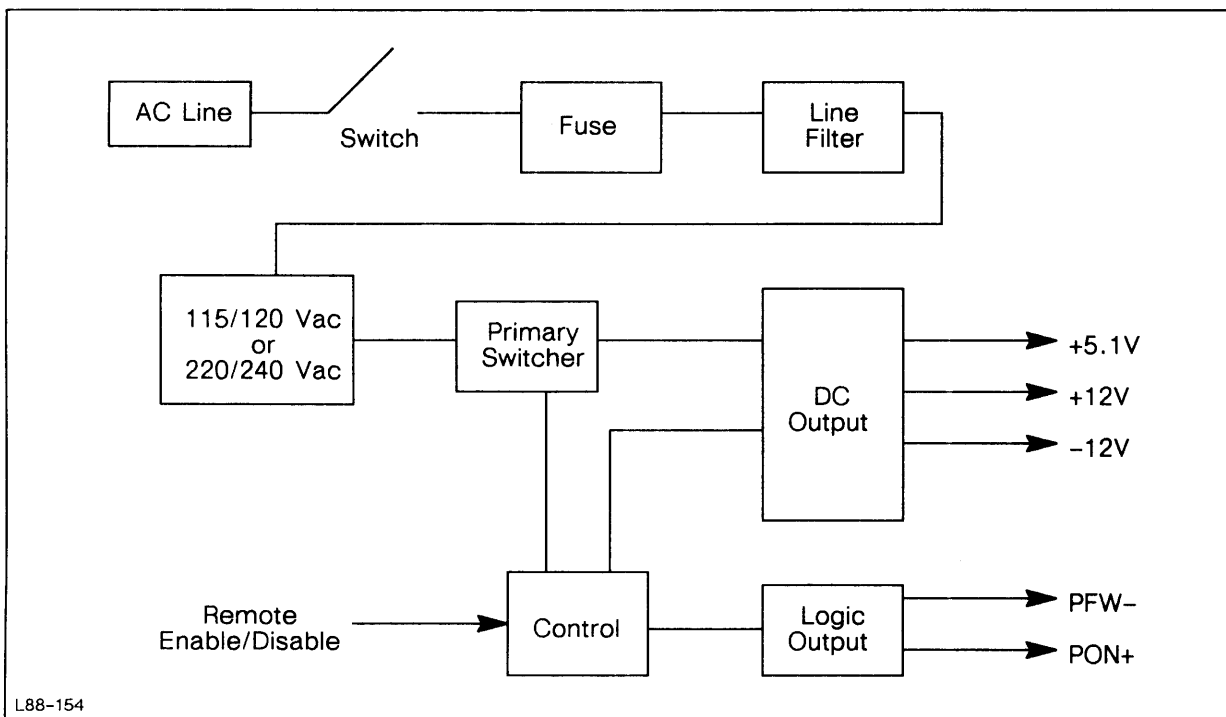 AC Line
Switch
Fuse
Line
Filter
115/120 Vac
or
220/240 Vac
Primary
Switcher
DC
Output
+5.1V
+12V
-12V
Remote
Enable/Disable
Control
Logic
Output
PFW-
PON+
L88-154